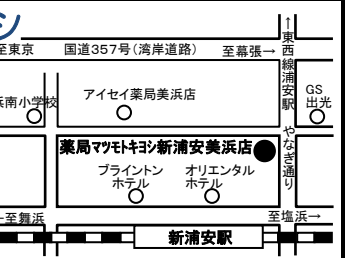 シ
至東京
国道357号(湾岸道路)
至幕張→
↑東西線浦安駅
浜南小学校
アイセイ薬局美浜店
GS
出光
薬局マツモトキヨシ新浦安美浜店
やなぎ通り
ブライントン
ホテル
オリエンタル
ホテル
←至舞浜
至塩浜→
新浦安駅